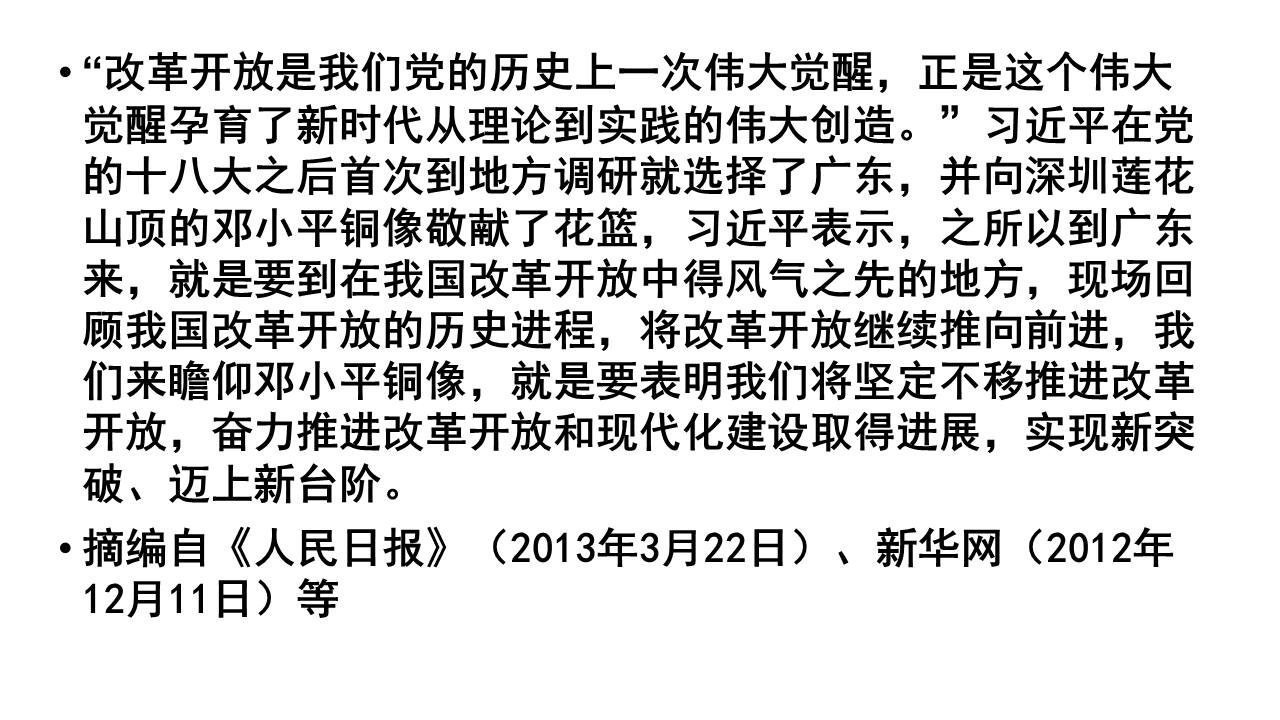 • “改革开放是我们党的历史上一次伟大觉醒，正是这个伟大
觉醒孕育了新时代从理论到实践的伟大创造。”习近平在党
的十八大之后首次到地方调研就选择了广东，并向深圳莲花
山顶的邓小平铜像敬献了花篮，习近平表示，之所以到广东
来，就是要到在我国改革开放中得风气之先的地方，现场回
顾我国改革开放的历史进程，将改革开放继续推向前进，我
们来瞻仰邓小平铜像，就是要表明我们将坚定不移推进改革
开放，奋力推进改革开放和现代化建设取得进展，实现新突
破、迈上新台阶。
• 摘编自《人民日报》（2013年3月22日）、新华网（2012年
12月11日）等